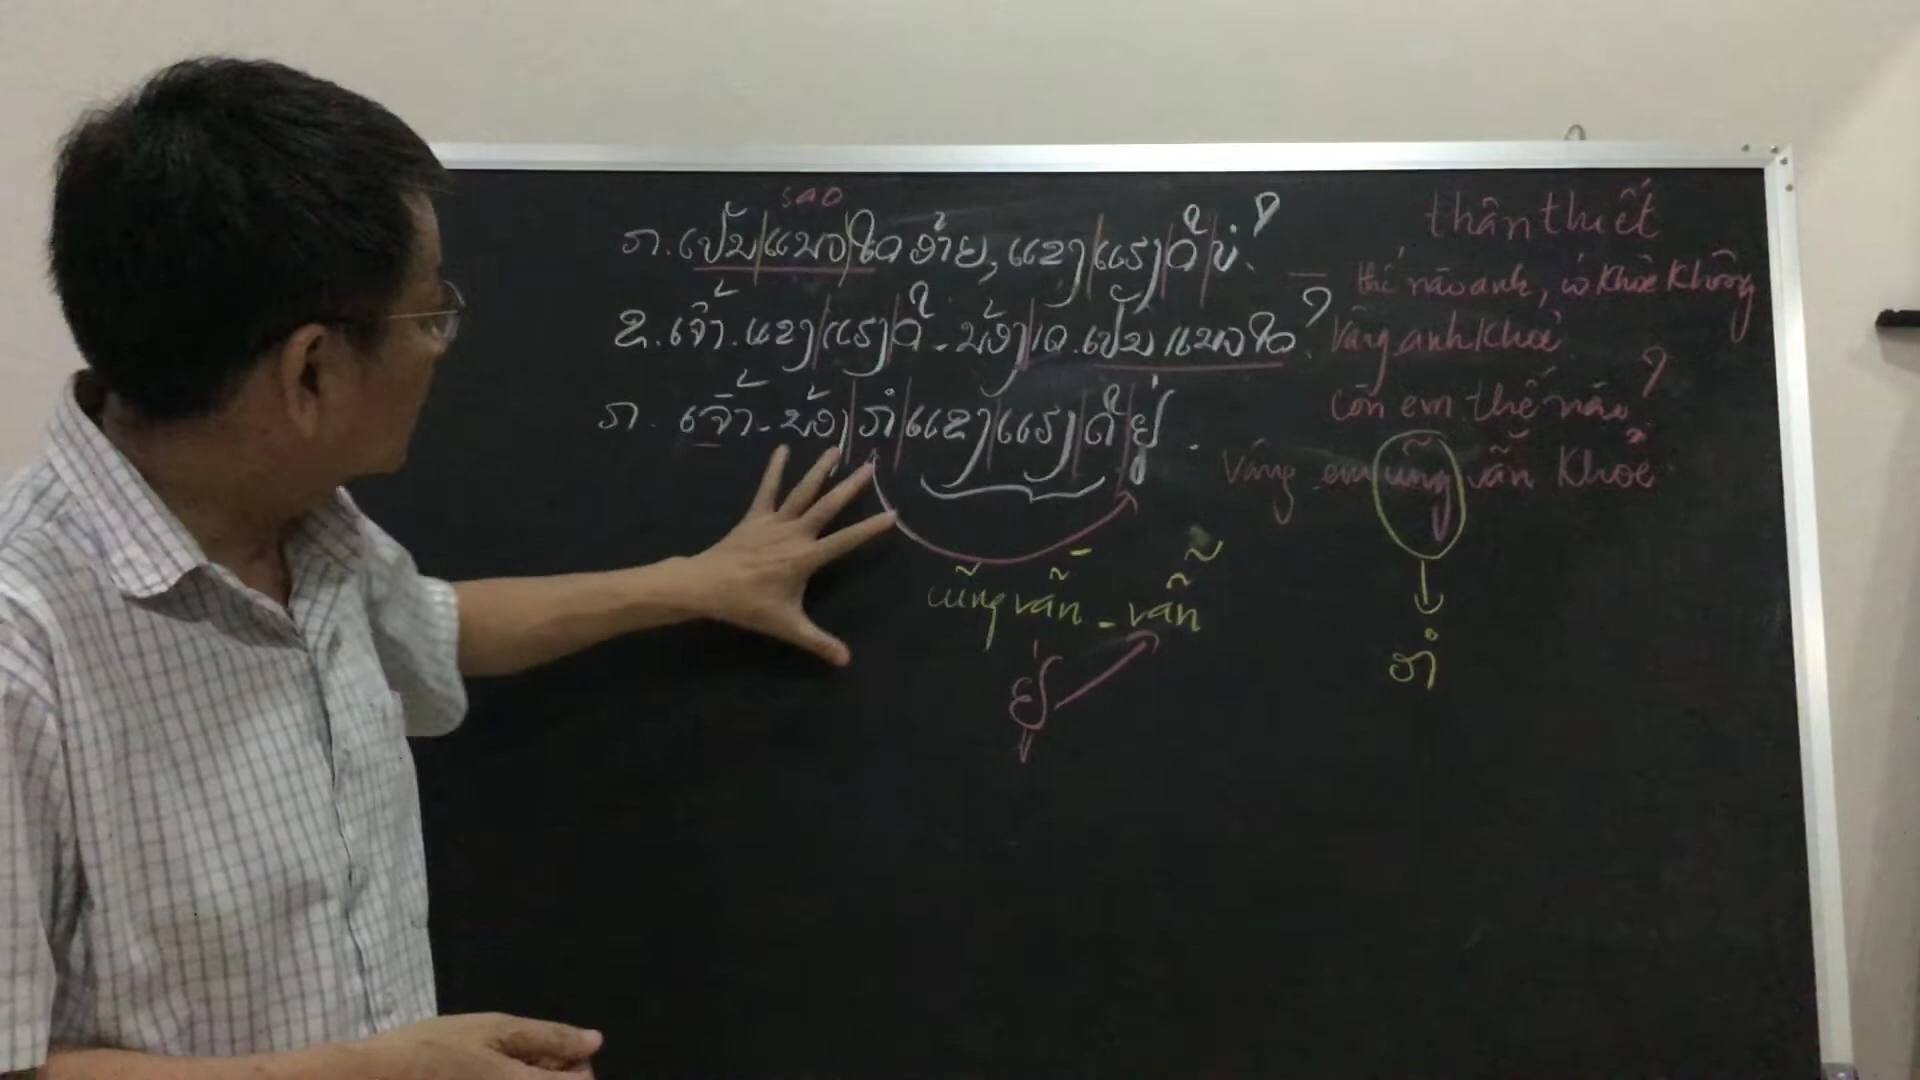 sao
ກ. ເປັນແນວໃດອ້າຍ, ແຂງແຮງດີບໍ່?
ຂ. ເຈົ້າ. ແຂງແຮງດີ - ນ້ອງເດ. ເປັນແນວໃດ?
ກ. ເຈົ້າ - ນ້ອງກໍແຂງແຮງດີຢູ່.
thân thiết
— thế nào anh, có khỏe không
Vâng anh khỏe.
còn em thế nào?
Vâng em cũng vẫn khỏe
cũng vẫn - vẫn
ຢູ່
ກໍ